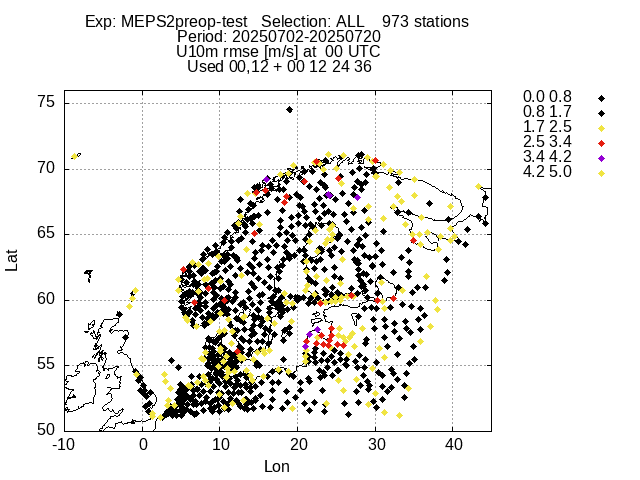 Exp: MEPS2preop-test Selection: ALL 973 stations
Period: 20250702-20250720
U10m rmse [m/s] at 00 UTC
Used 00,12 + 00 12 24 36
0.0 0.8
0.8 1.7
1.7 2.5
2.5 3.4
3.4 4.2
4.2 5.0
75
70
65
60
55
50
Lat
-10 0 10 20 30 40
Lon